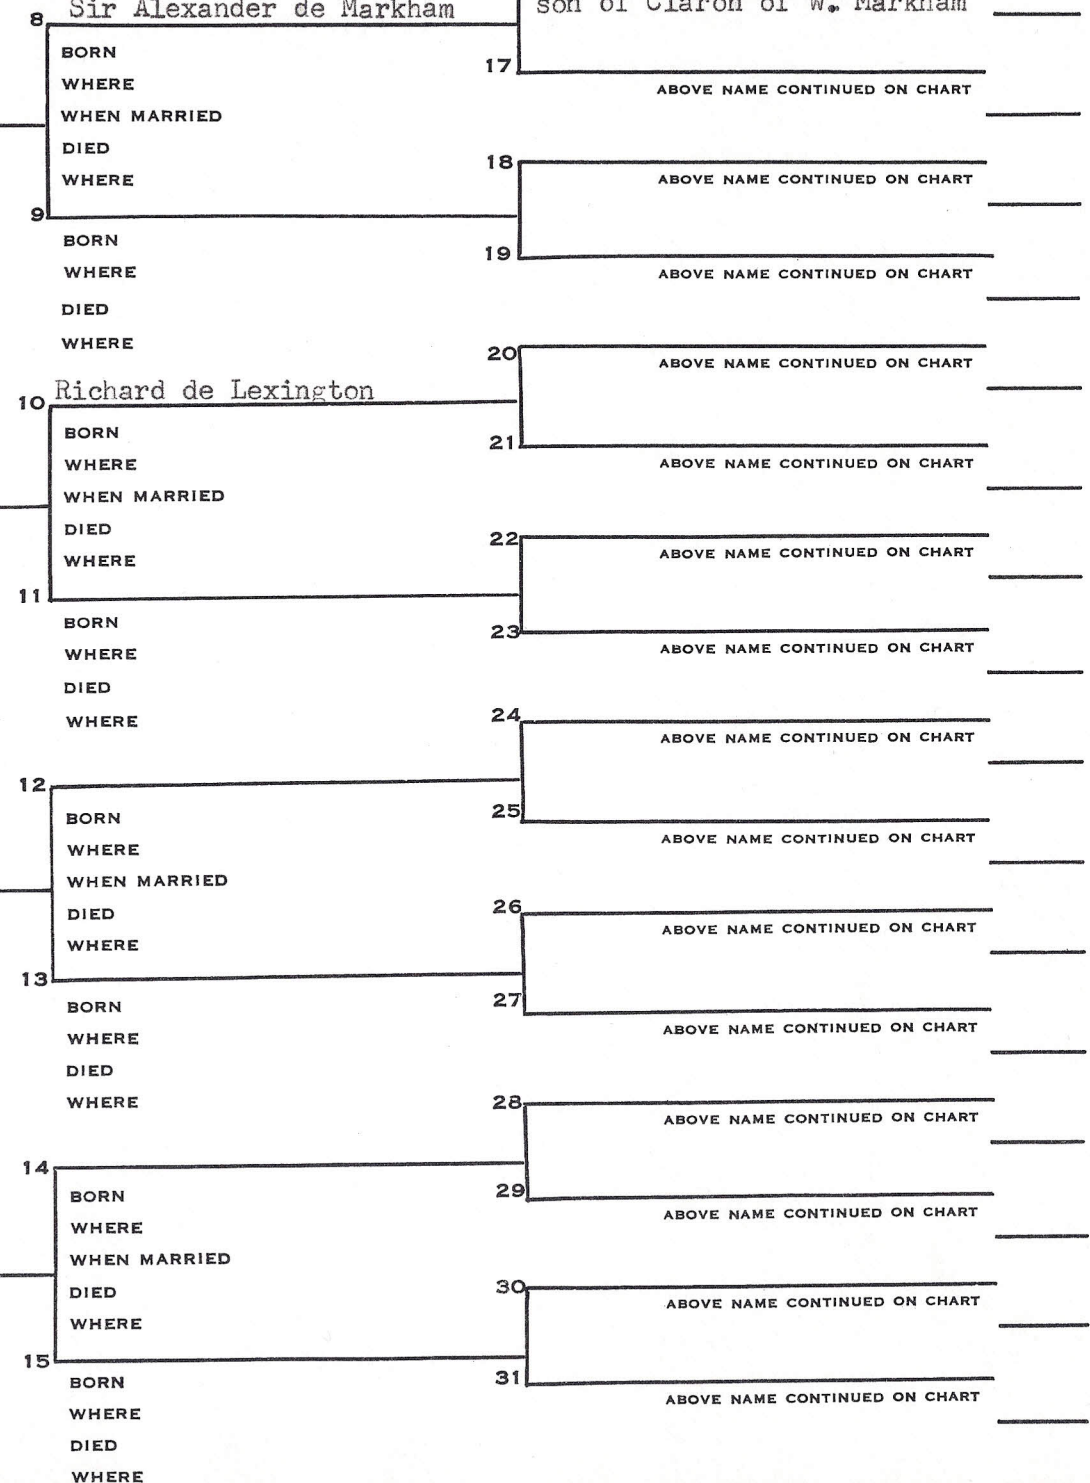 8 Sir Alexander de Markham
son of Claron of W. Markham
BORN
WHERE
WHEN MARRIED
DIED
WHERE
17
ABOVE NAME CONTINUED ON CHART
18
ABOVE NAME CONTINUED ON CHART
9
BORN
WHERE
DIED
WHERE
19
ABOVE NAME CONTINUED ON CHART
20
ABOVE NAME CONTINUED ON CHART
10 Richard de Lexington
BORN
WHERE
WHEN MARRIED
DIED
WHERE
21
ABOVE NAME CONTINUED ON CHART
22
ABOVE NAME CONTINUED ON CHART
11
BORN
WHERE
DIED
WHERE
23
ABOVE NAME CONTINUED ON CHART
24
ABOVE NAME CONTINUED ON CHART
12
BORN
WHERE
WHEN MARRIED
DIED
WHERE
25
ABOVE NAME CONTINUED ON CHART
26
ABOVE NAME CONTINUED ON CHART
13
BORN
WHERE
DIED
WHERE
27
ABOVE NAME CONTINUED ON CHART
28
ABOVE NAME CONTINUED ON CHART
14
BORN
WHERE
WHEN MARRIED
DIED
WHERE
29
ABOVE NAME CONTINUED ON CHART
30
ABOVE NAME CONTINUED ON CHART
15
BORN
WHERE
DIED
WHERE
31
ABOVE NAME CONTINUED ON CHART